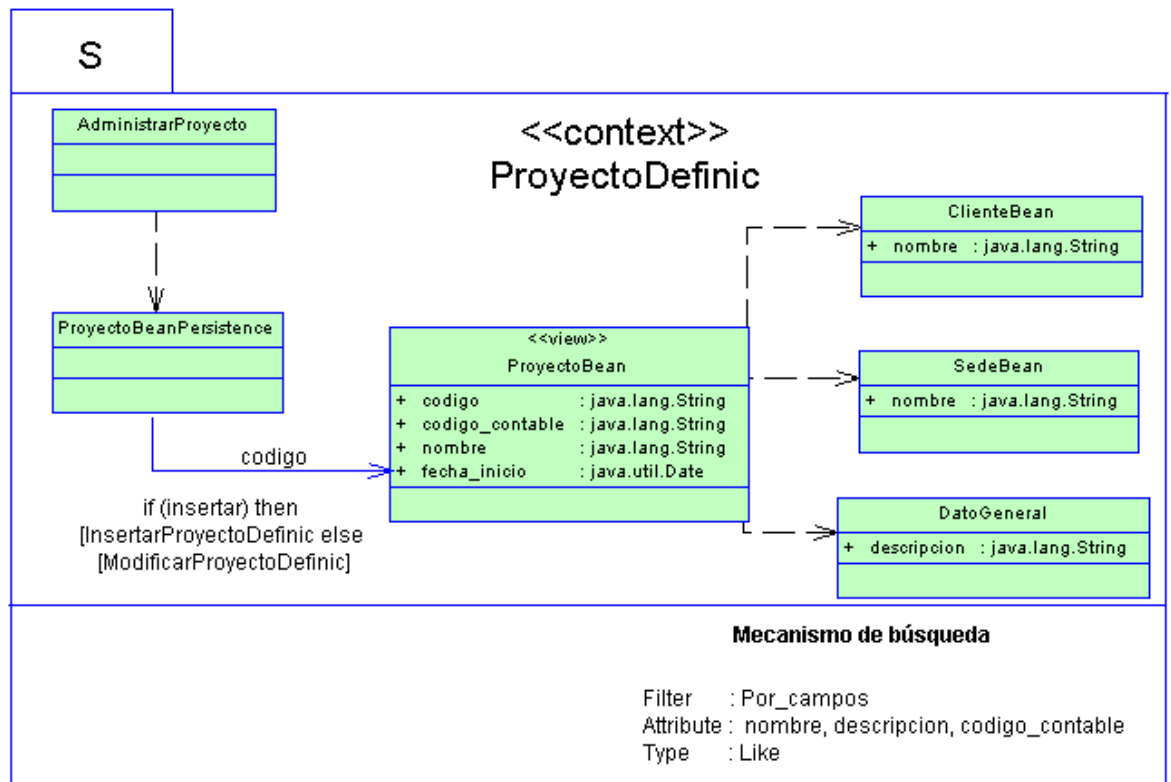 S
<<context>>
ProyectoDefinic
AdministrarProyecto
ProyectoBeanPersistence
codigo
if (insertar) then
[InsertarProyectoDefinic else
[ModificarProyectoDefinic]
<<view>>
ProyectoBean
+ codigo : java.lang.String
+ codigo_contable : java.lang.String
+ nombre : java.lang.String
+ fecha_inicio : java.util.Date
ClienteBean
+ nombre : java.lang.String
SedeBean
+ nombre : java.lang.String
DatoGeneral
+ descripcion : java.lang.String
Mecanismo de búsqueda
Filter : Por_campos
Attribute : nombre, descripcion, codigo_contable
Type : Like